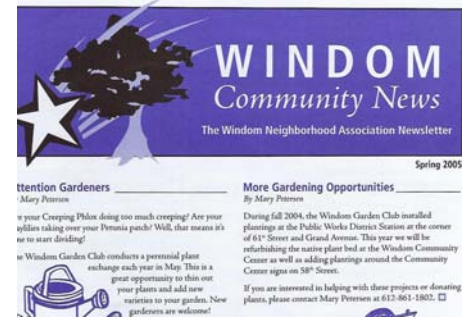 WINDOM
Community News
The Windom Neighborhood Association Newsletter
Spring 2005
ttention Gardeners
Mary Petersen
e your Creeping Phlox doing too much creeping? Are your
ylilies taking over your Petunia patch? Well, that means it's
me to start dividing!
e Windom Garden Club conducts a perennial plant
exchange each year in May. This is a
great opportunity to thin out
your plants and add new
varieties to your garden. New
gardeners are welcome!
More Gardening Opportunities
By Mary Petersen
During fall 2004, the Windom Garden Club installed
plantings at the Public Works District Station at the corner
of 61st Street and Grand Avenue. This year we will be
refurbishing the native plant bed at the Windom Community
Center as well as adding plantings around the Community
Center signs on 58th Street.
If you are interested in helping with these projects or donating
plants, please contact Mary Petersen at 612-861-1802.